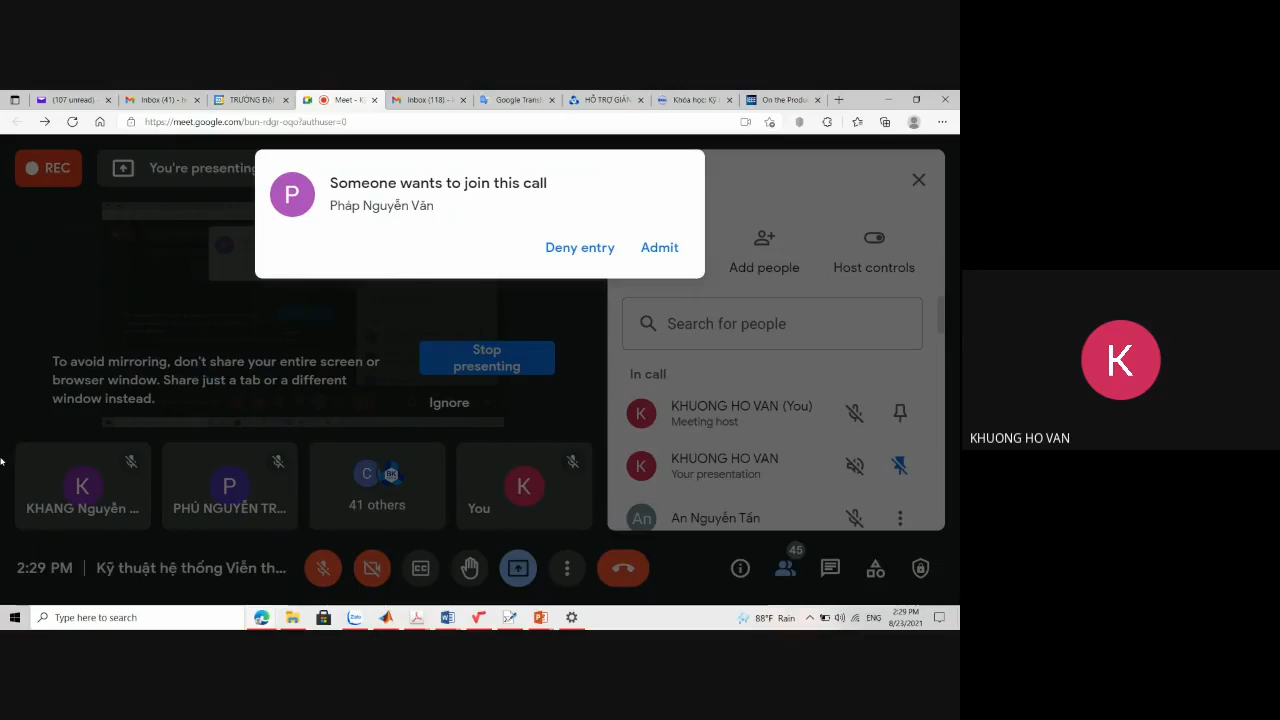 (107 unread) -
Inbox (41) - h
TRƯỜNG ĐẠI
Meet - Kỹ
Inbox (118) -
Google Transl
HỖ TRỢ GIẢN
Khóa học: Kỹ
On the Produ
https://meet.google.com/bun-rdgr-oqo?authuser=0
REC
You're presenting
P
Someone wants to join this call
Pháp Nguyễn Văn
Deny entry
Admit
Add people
Host controls
Search for people
To avoid mirroring, don't share your entire screen or
browser window. Share just a tab or a different
window instead.
Stop
presenting
Ignore
In call
K
KHUONG HO VAN (You)
Meeting host
K
KHUONG HO VAN
Your presentation
An
An Nguyễn Tấn
K
KHANG Nguyễn ...
P
PHÚ NGUYỄN TR...
C
BK
41 others
K
You
K
KHUONG HO VAN
2:29 PM | Kỹ thuật hệ thống Viễn th...
45
Type here to search
Zalo
88°F Rain
ENG
2:29 PM
8/23/2021